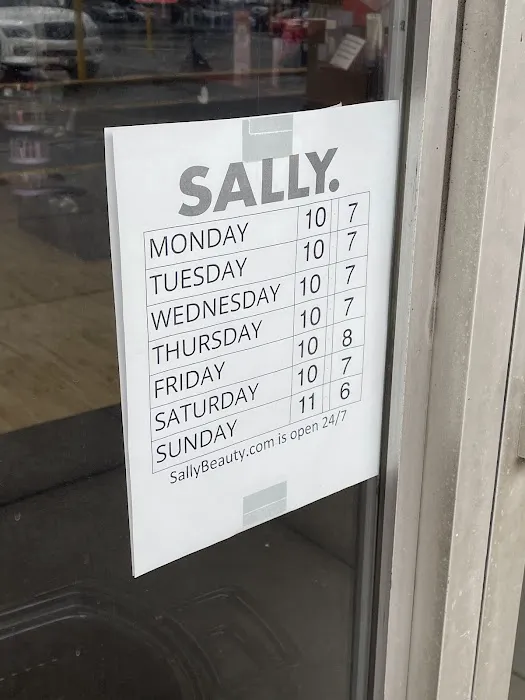 SALLY.
MONDAY 10 7
TUESDAY 10 7
WEDNESDAY 10 7
THURSDAY 10 7
FRIDAY 10 8
SATURDAY 10 7
SUNDAY 11 6
SallyBeauty.com is open 24/7